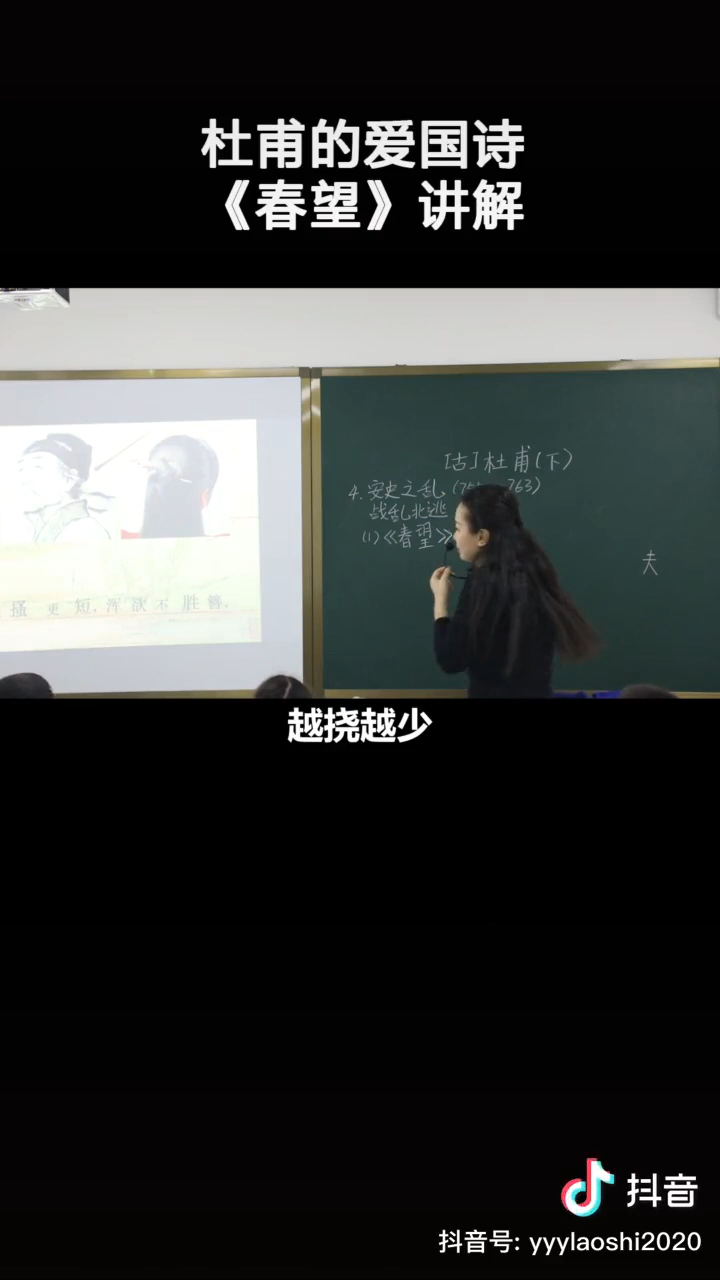 杜甫的爱国诗
《春望》讲解
[古]杜甫(下)
4.安史之乱(75 763)
战乱北逃
(1)《春望》
夫
搔更短,浑欲不胜簪。
越挠越少
抖音
抖音号: yyylaoshi2020